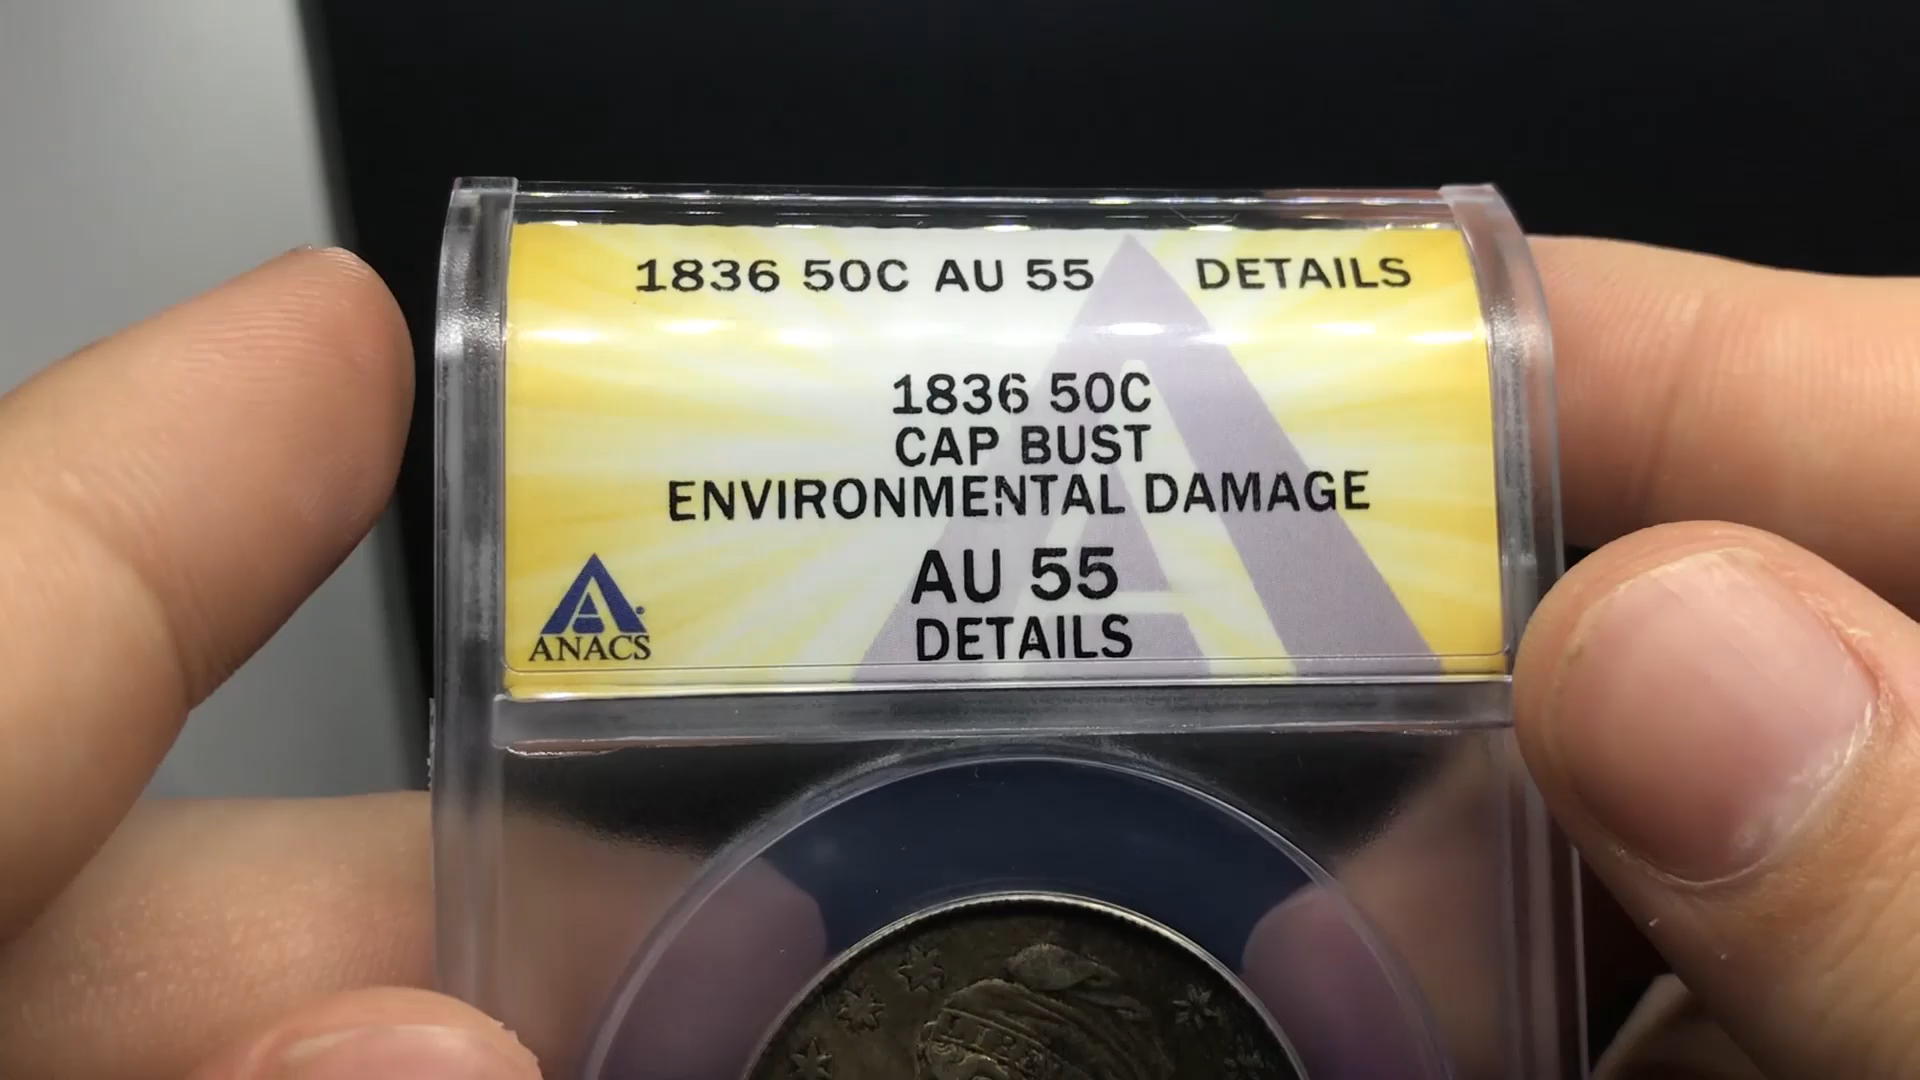 1836 50C AU 55 DETAILS
1836 50C
CAP BUST
ENVIRONMENTAL DAMAGE
AU 55
DETAILS
ANACS